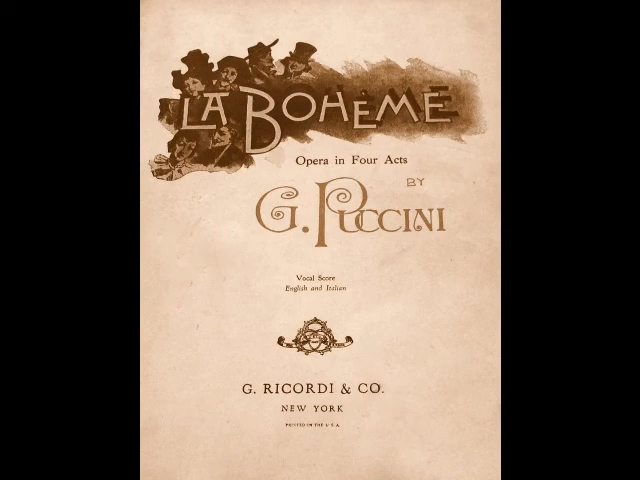 LA BOHÈME
Opera in Four Acts
BY
G. PUCCINI
Vocal Score
English and Italian
G. RICORDI & CO.
NEW YORK
PRINTED IN THE U.S.A.